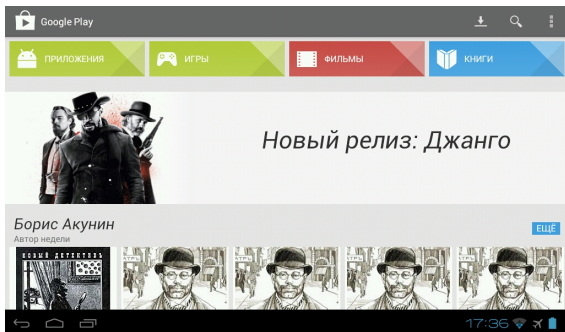 Google Play
ПРИЛОЖЕНИЯ
ИГРЫ
ФИЛЬМЫ
КНИГИ
Новый релиз: Джанго
Борис Акунин
ЕЩЁ
Автор недели
НОВЫЙ ДЕТЕКТИВЪ
17:36